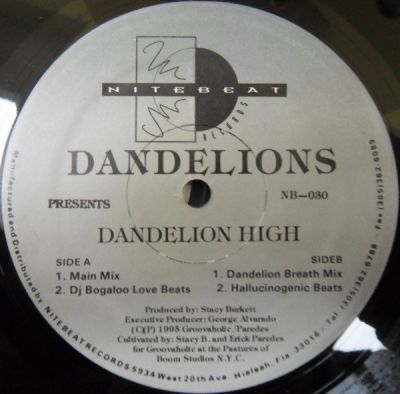 NITEBEAT
RECORDS
DANDELIONS
PRESENTS
NB-030
DANDELION HIGH
SIDE A
1. Main Mix
2. Dj Bogaloo Love Beats
SIDEB
1. Dandelion Breath Mix
2. Hallucinogenic Beats
Produced by: Stacy Burkett
Executive Producer: George Alvarado
(C)(P) 1995 Groovaholic/Paredes
Cultivated by: Stacy B. and Erick Paredes
for Groovaholic at the Pastures of
Boom Studios N.Y.C.
Manufactured and Distributed by NITEBEAT RECORDS 5934 West 20th Ave. Hialeah, Fla. 33016 - Tel. (305)362-6788 - Fax (305)362-6089